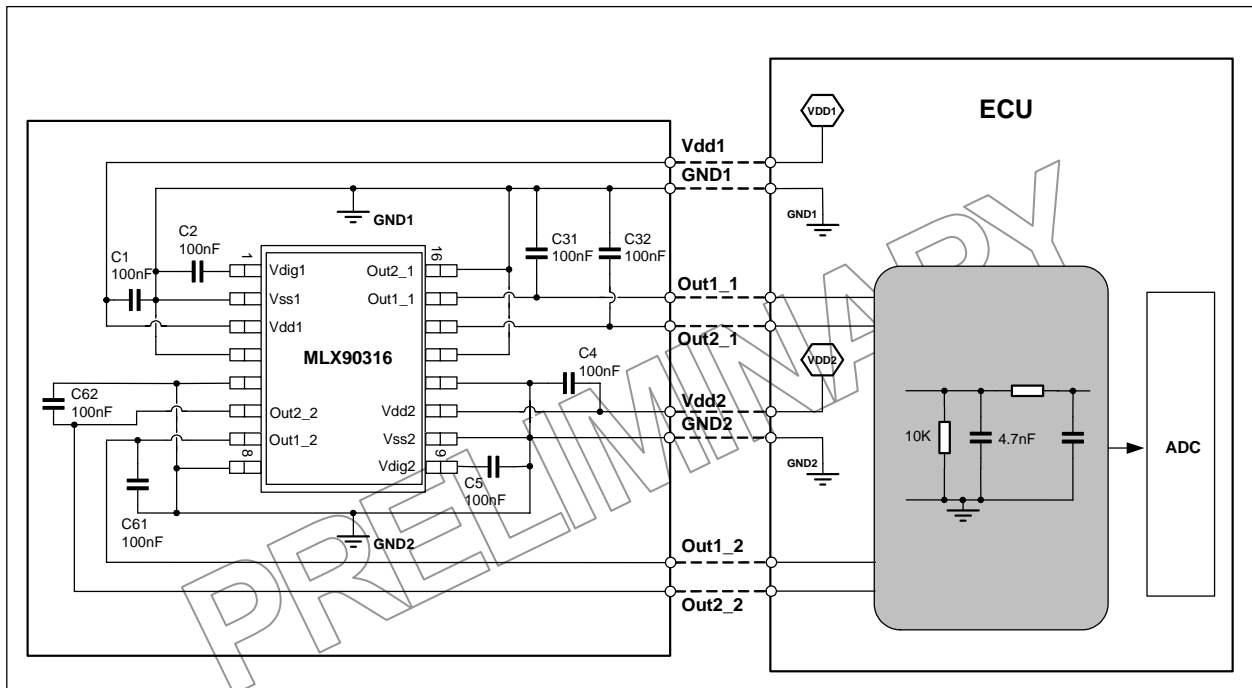 ECU
VDD1
Vdd1
GND1
GND1
GND1
C2
100nF
C1
100nF
C31
100nF
C32
100nF
1
16
Vdig1
Out2_1
Vss1
Out1_1
Vdd1
MLX90316
Out1_1
Out2_1
VDD2
C4
100nF
C62
100nF
Out2_2
Vdd2
Vdd2
GND2
Out1_2
Vss2
8
9
Vdig2
GND2
C5
100nF
C61
100nF
GND2
10K
4.7nF
ADC
Out1_2
Out2_2
PRELIMINARY